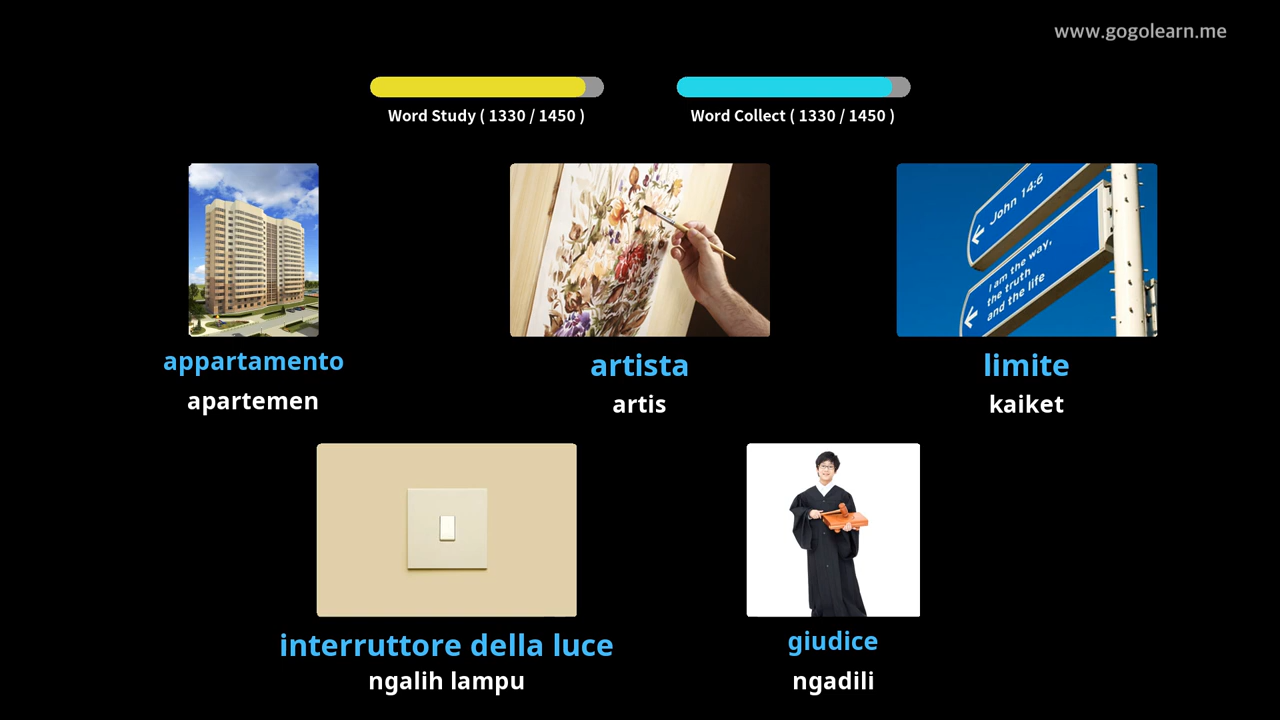 www.gogolearn.me
Word Study ( 1330 / 1450 )
Word Collect ( 1330 / 1450 )
John 14:6
I am the way,
the truth
and the life
appartamento
apartemen
artista
artis
limite
kaiket
interruttore della luce
ngalih lampu
giudice
ngadili